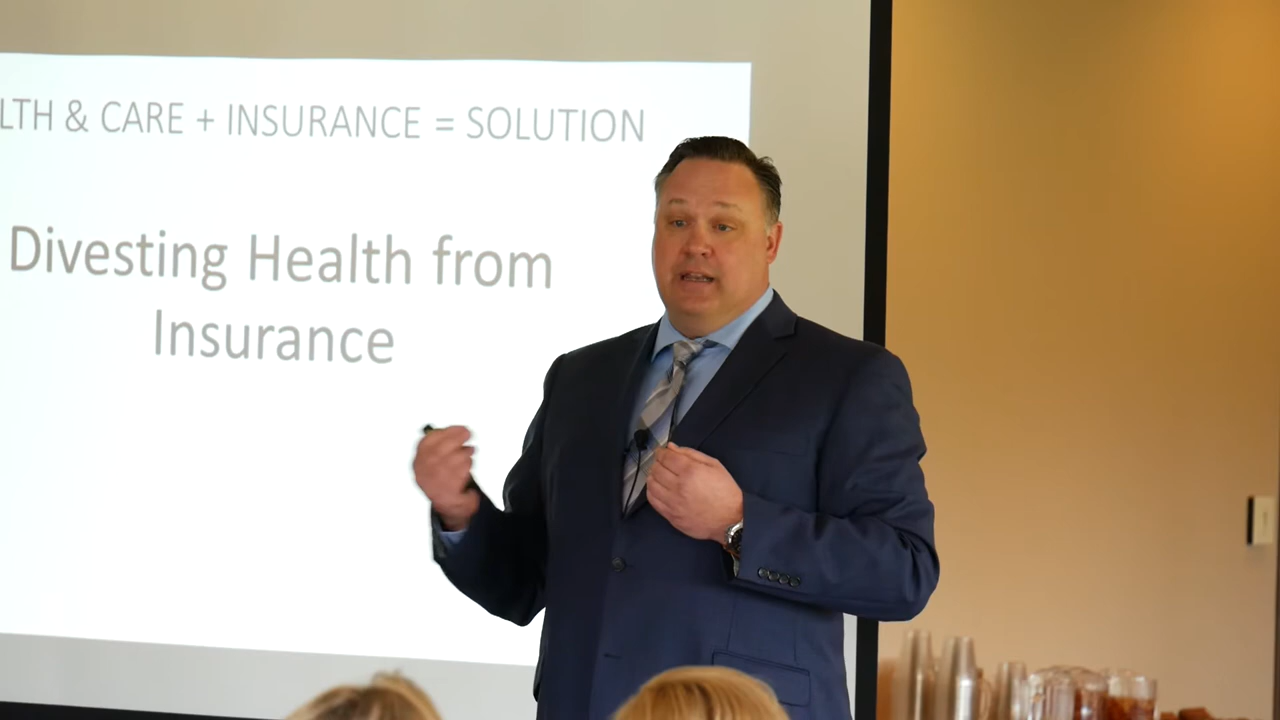 LTH & CARE + INSURANCE = SOLUTION
Divesting Health from
Insurance